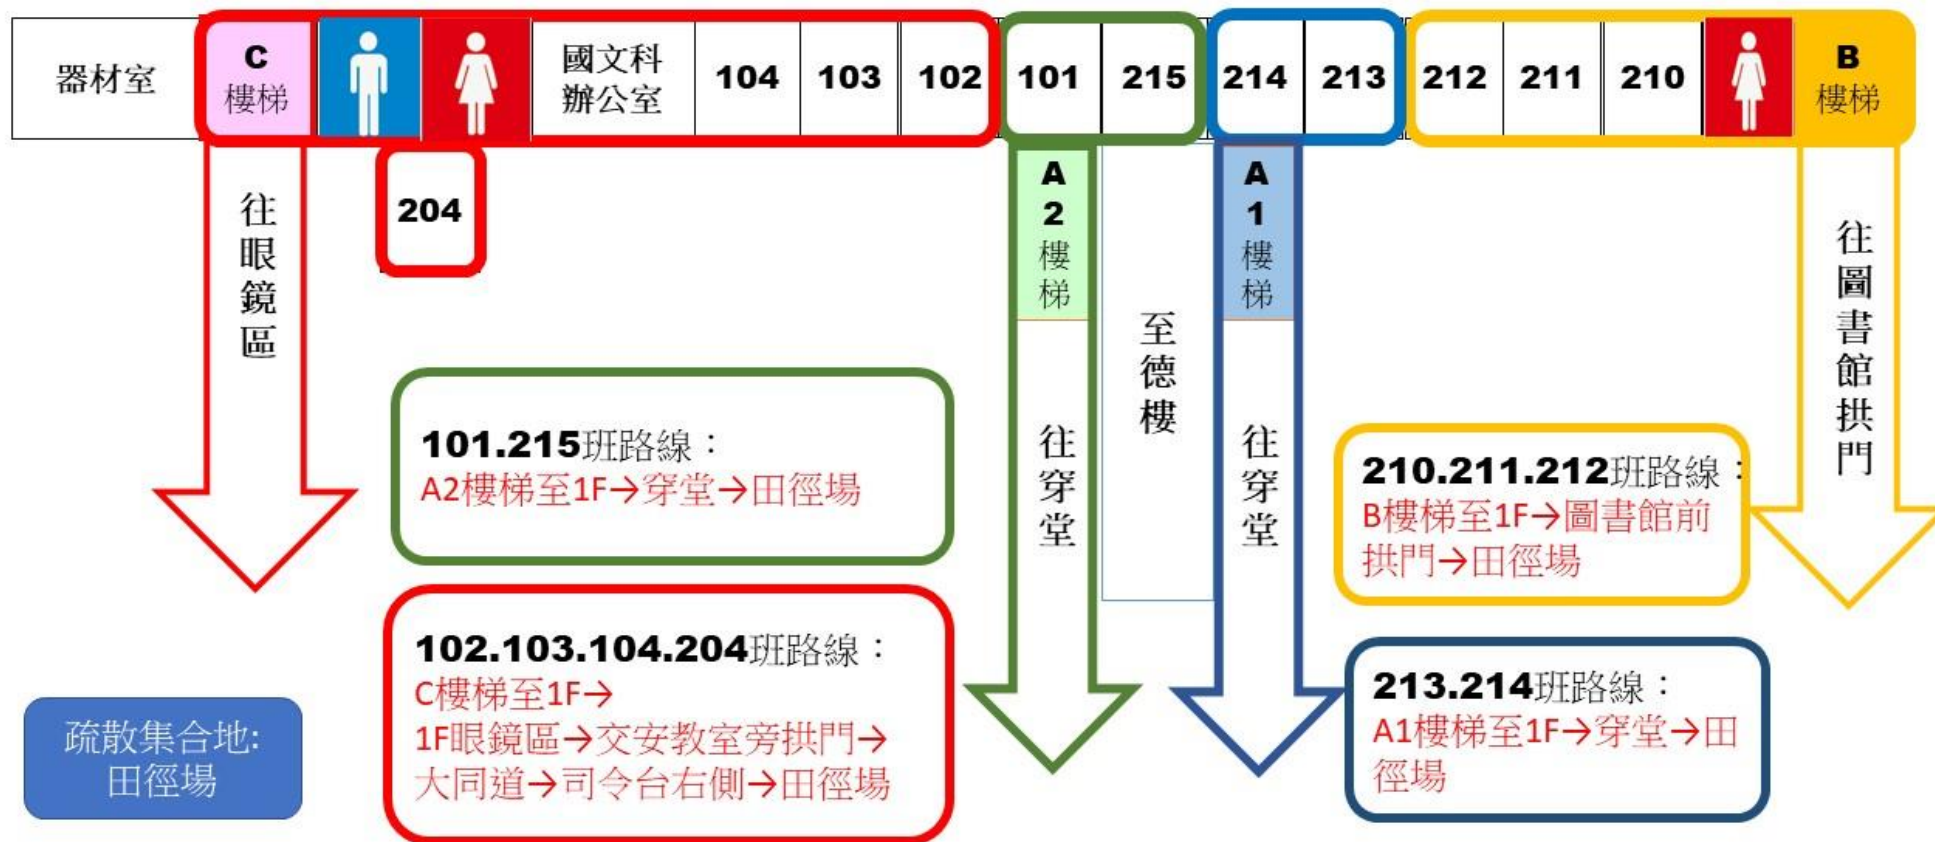 器材室
C
樓梯
國文科
辦公室
104
103
102
101
215
214
213
212
211
210
B
樓梯
204
往眼鏡區
A2樓梯
往穿堂
至德樓
A1樓梯
往穿堂
往圖書館拱門
101.215班路線：
A2樓梯至1F→穿堂→田徑場
102.103.104.204班路線：
C樓梯至1F→
1F眼鏡區→交安教室旁拱門→
大同道→司令台右側→田徑場
210.211.212班路線：
B樓梯至1F→圖書館前
拱門→田徑場
213.214班路線：
A1樓梯至1F→穿堂→田
徑場
疏散集合地:
田徑場